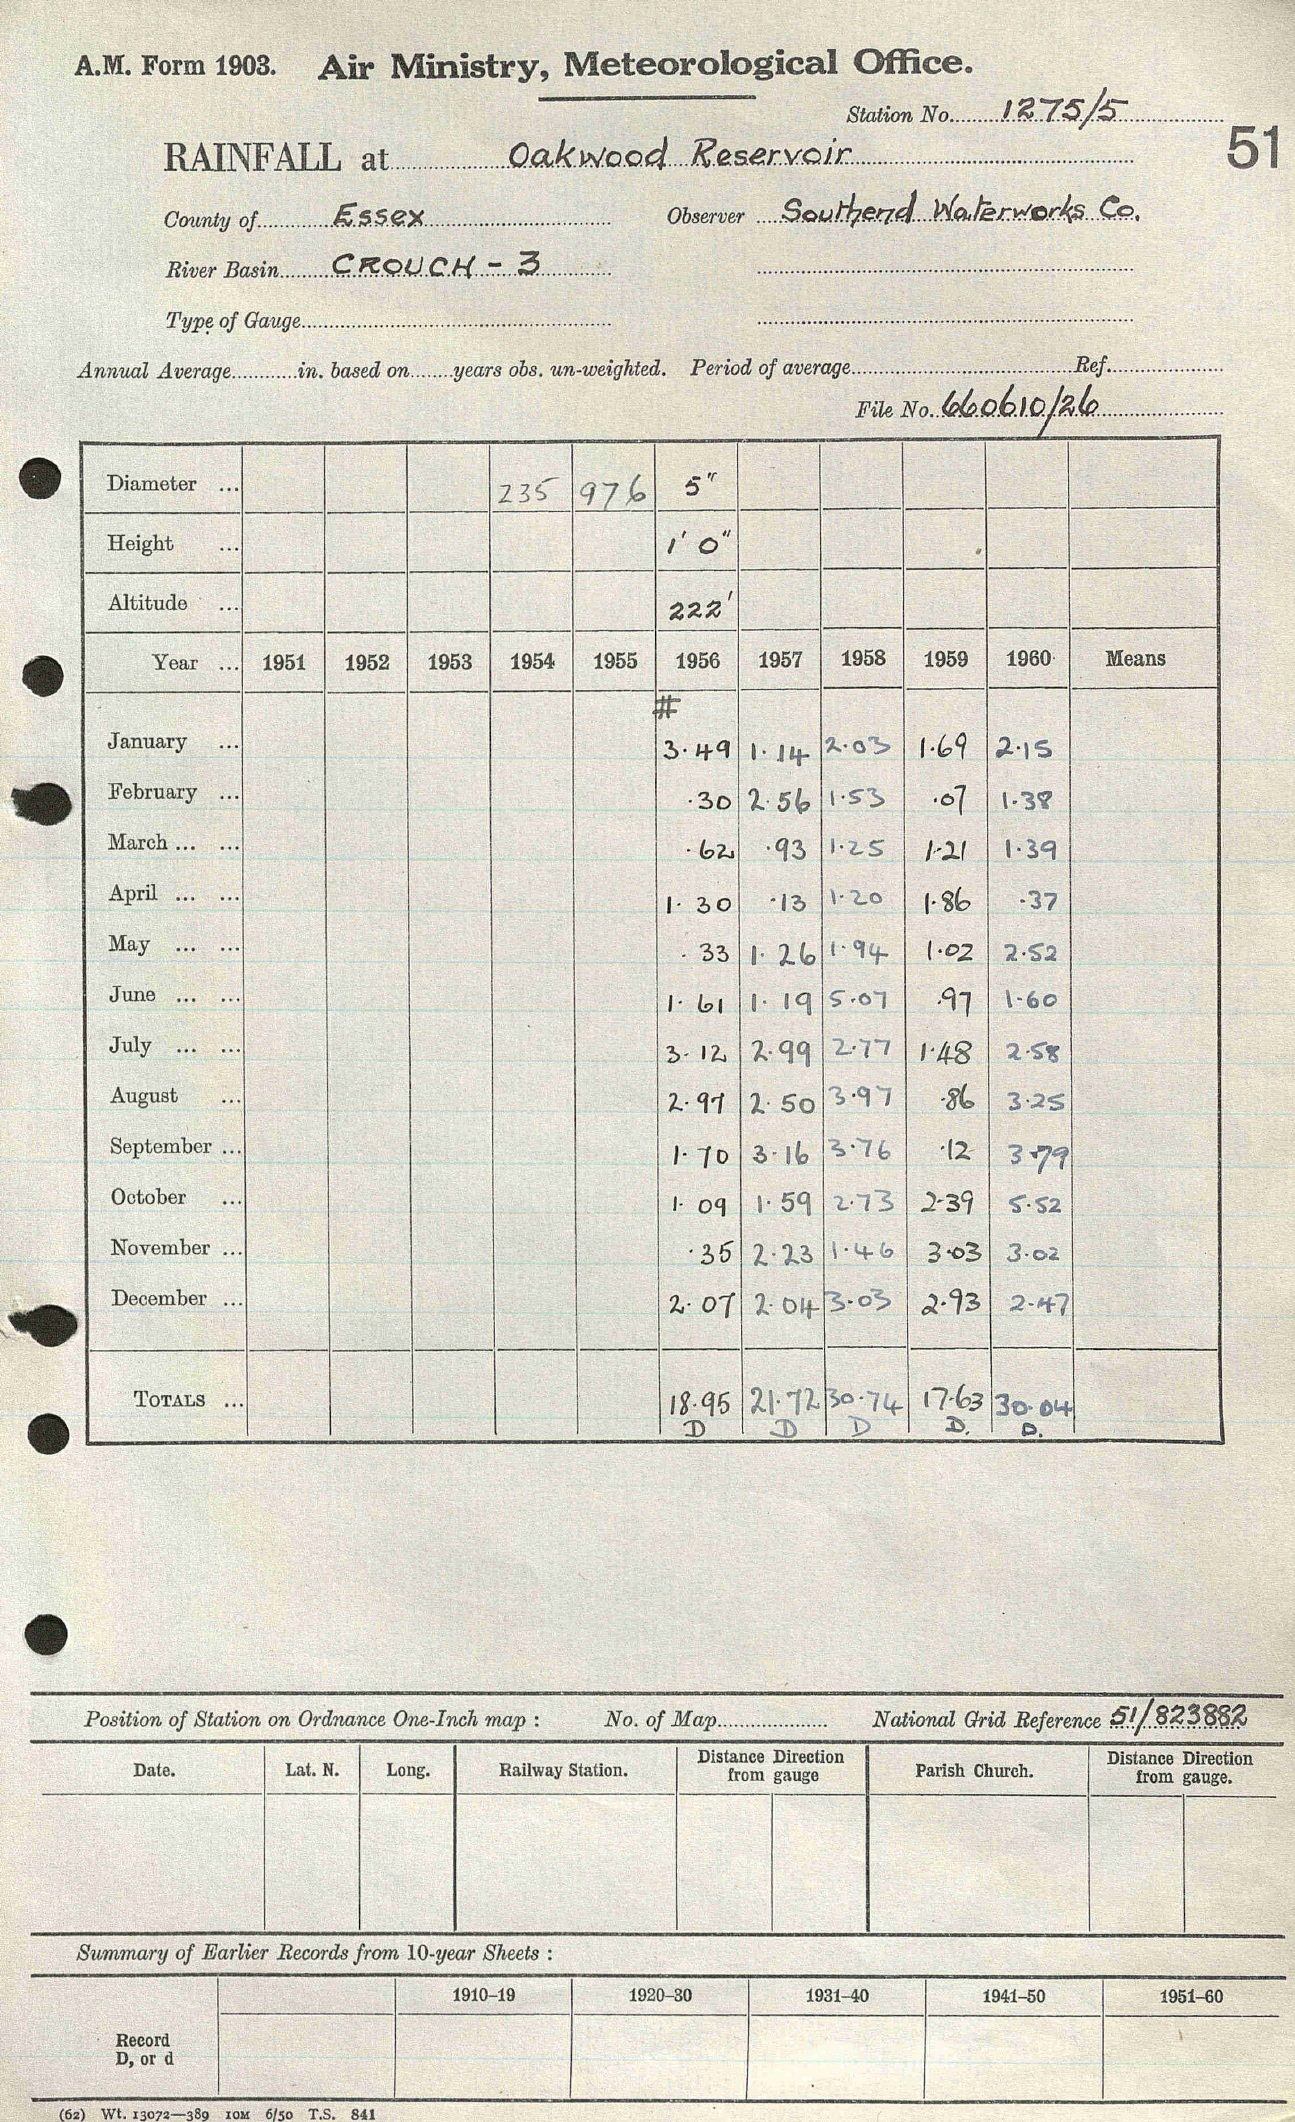 A.M. Form 1903. Air Ministry, Meteorological Office.
Station No. 1275/5
51
RAINFALL at Oakwood Reservoir
County of Essex Observer Southend Waterworks Co.
River Basin CROUCH - 3
Type of Gauge
Annual Average in. based on years obs. un-weighted. Period of average Ref.
File No. 660610/26
Diameter ... 235 976 5"
Height ... 1' 0"
Altitude ... 222'
Year ... 1951 1952 1953 1954 1955 1956 1957 1958 1959 1960 Means
#
January ... 3.49 1.14 2.03 1.69 2.15
February ... .30 2.56 1.53 .07 1.38
March ... ... .62 .93 1.25 1.21 1.39
April ... ... 1.30 .13 1.20 1.86 .37
May ... ... .33 1.26 1.94 1.02 2.52
June ... ... 1.61 1.19 5.07 .97 1.60
July ... ... 3.12 2.99 2.77 1.48 2.58
August ... 2.97 2.50 3.97 .86 3.25
September ... 1.70 3.16 3.76 .12 3.79
October ... 1.09 1.59 2.73 2.39 5.52
November ... .35 2.23 1.46 3.03 3.02
December ... 2.07 2.04 3.03 2.93 2.47
TOTALS ... 18.95 21.72 30.74 17.63 30.04
D D D D. D.
Position of Station on Ordnance One-Inch map : No. of Map National Grid Reference 51/823882
Date. Lat. N. Long. Railway Station. Distance Direction from gauge Parish Church. Distance Direction from gauge.
Summary of Earlier Records from 10-year Sheets :
1910–19 1920–30 1931–40 1941–50 1951–60
Record
D, or d
(62) Wt. 13072—389 10M 6/50 T.S. 841